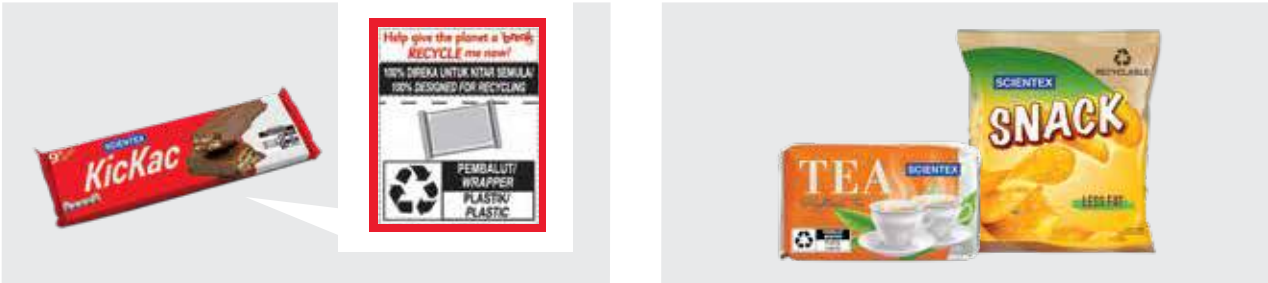 SCIENTEX
KicKac
Help give the planet a break
RECYCLE me now!
100% DIREKA UNTUK KITAR SEMULA/
100% DESIGNED FOR RECYCLING
PEMBALUT/
WRAPPER
PLASTIK/
PLASTIC
TEA
SCIENTEX
RECYCLABLE
SCIENTEX
SNACK
LESS FAT